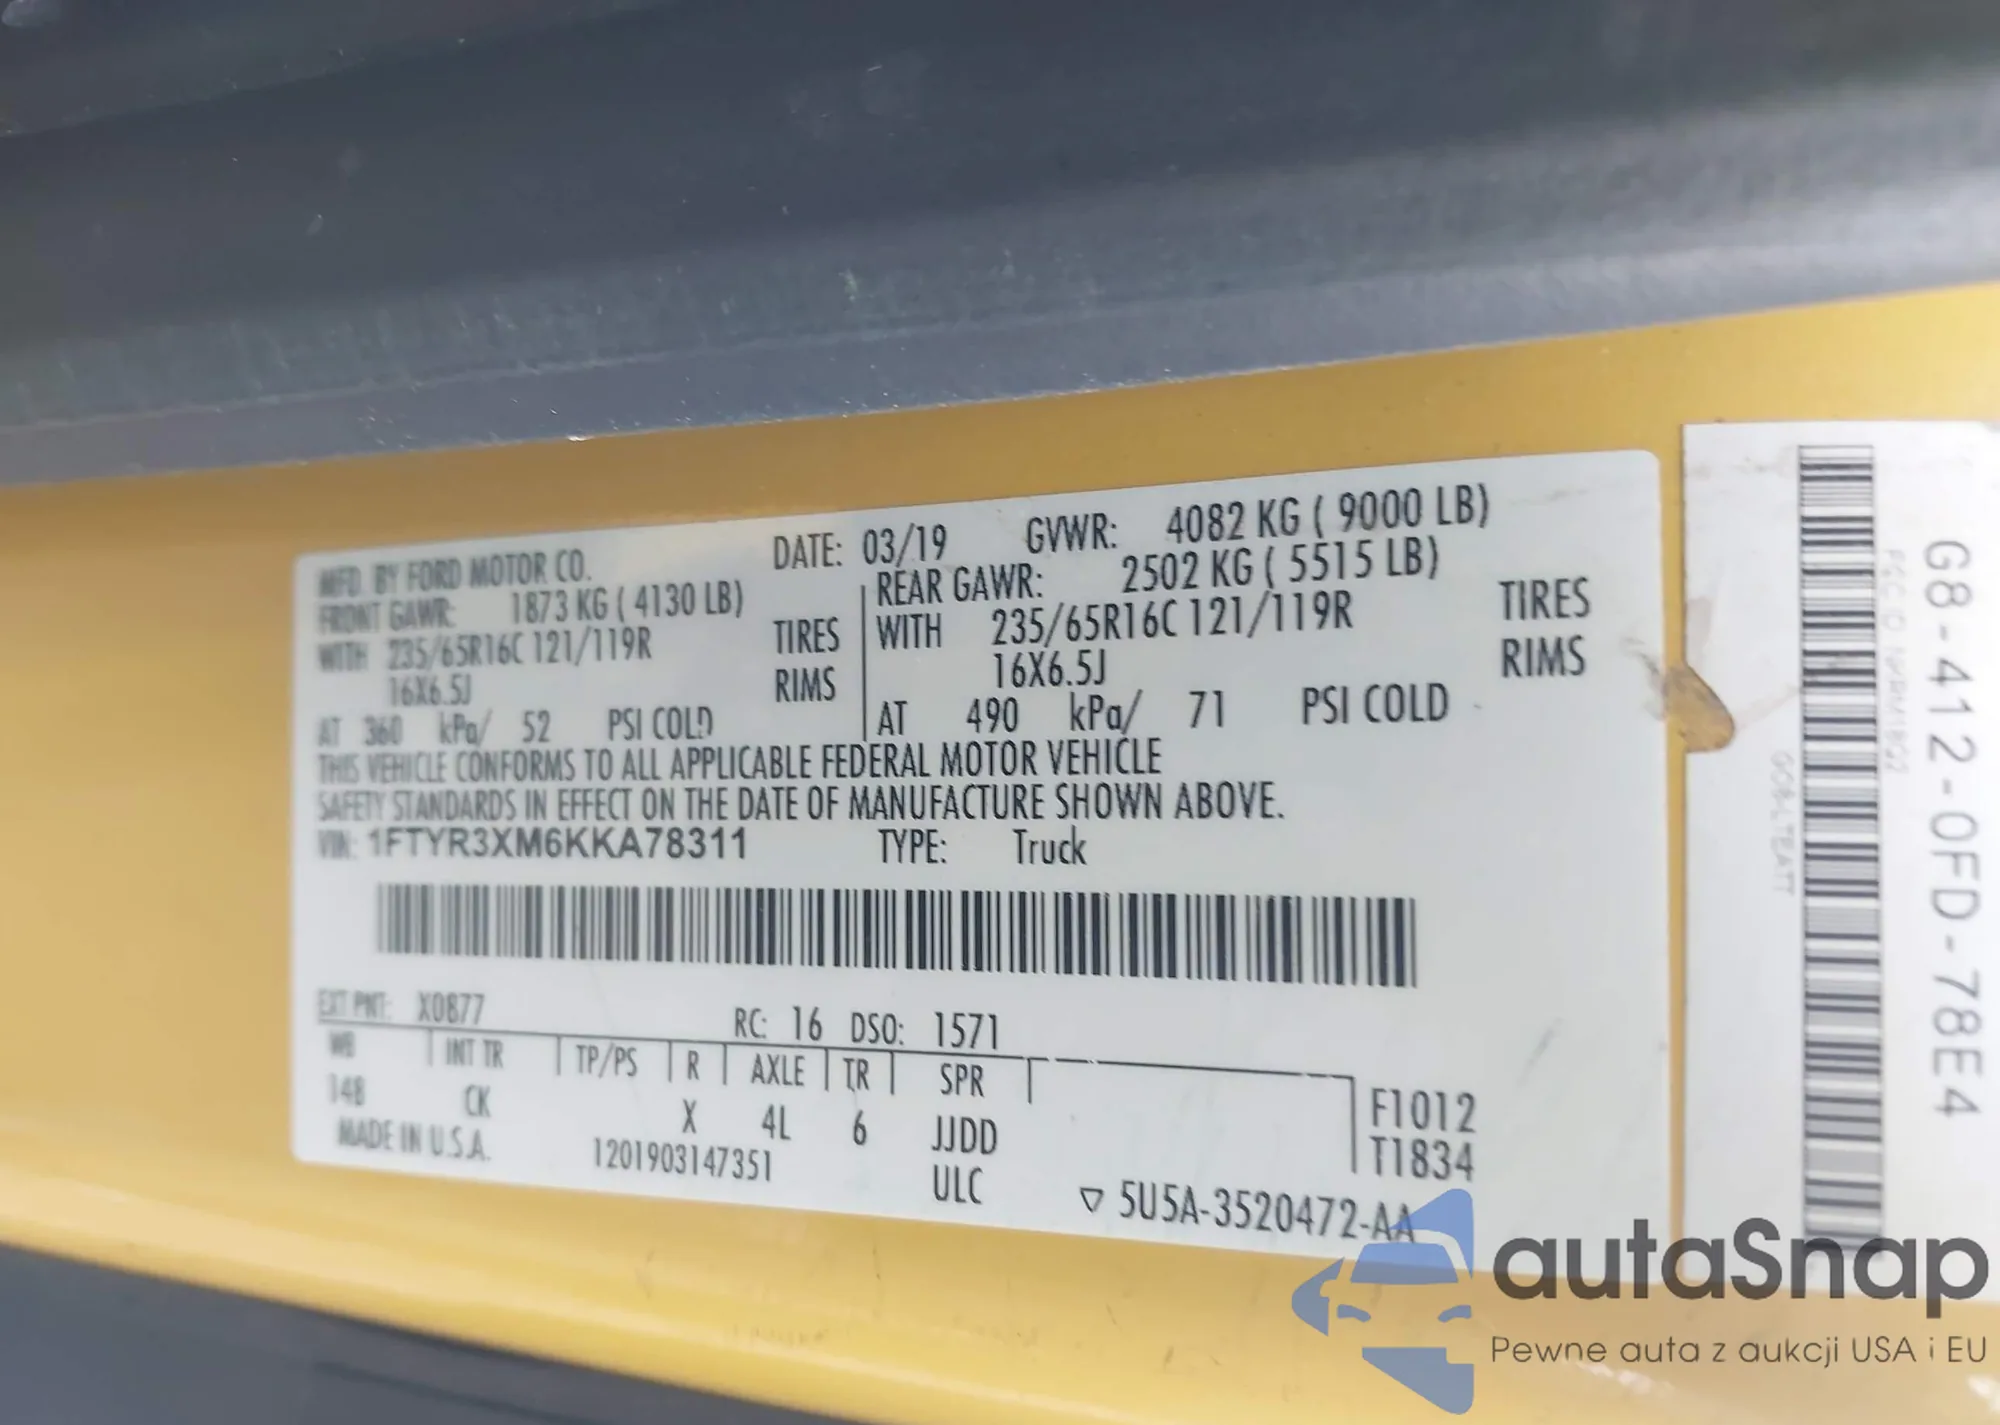 MFD. BY FORD MOTOR CO. DATE: 03/19 GVWR: 4082 KG ( 9000 LB)
FRONT GAWR: 1873 KG ( 4130 LB) REAR GAWR: 2502 KG ( 5515 LB)
WITH 235/65R16C 121/119R TIRES WITH 235/65R16C 121/119R TIRES
16X6.5J RIMS 16X6.5J RIMS
AT 360 kPa/ 52 PSI COLD AT 490 kPa/ 71 PSI COLD
THIS VEHICLE CONFORMS TO ALL APPLICABLE FEDERAL MOTOR VEHICLE
SAFETY STANDARDS IN EFFECT ON THE DATE OF MANUFACTURE SHOWN ABOVE.
VIN: 1FTYR3XM6KKA78311 TYPE: Truck
EXT PNT: X0877 RC: 16 DSO: 1571
WB INT TR TP/PS R AXLE TR SPR
148 CK X 4L 6 JJDD F1012
T1834
MADE IN U.S.A. 1201903147351 ULC ▽ 5U5A-3520472-AA
G8-412-0FD-78E4
autaSnap
Pewne auta z aukcji USA i EU